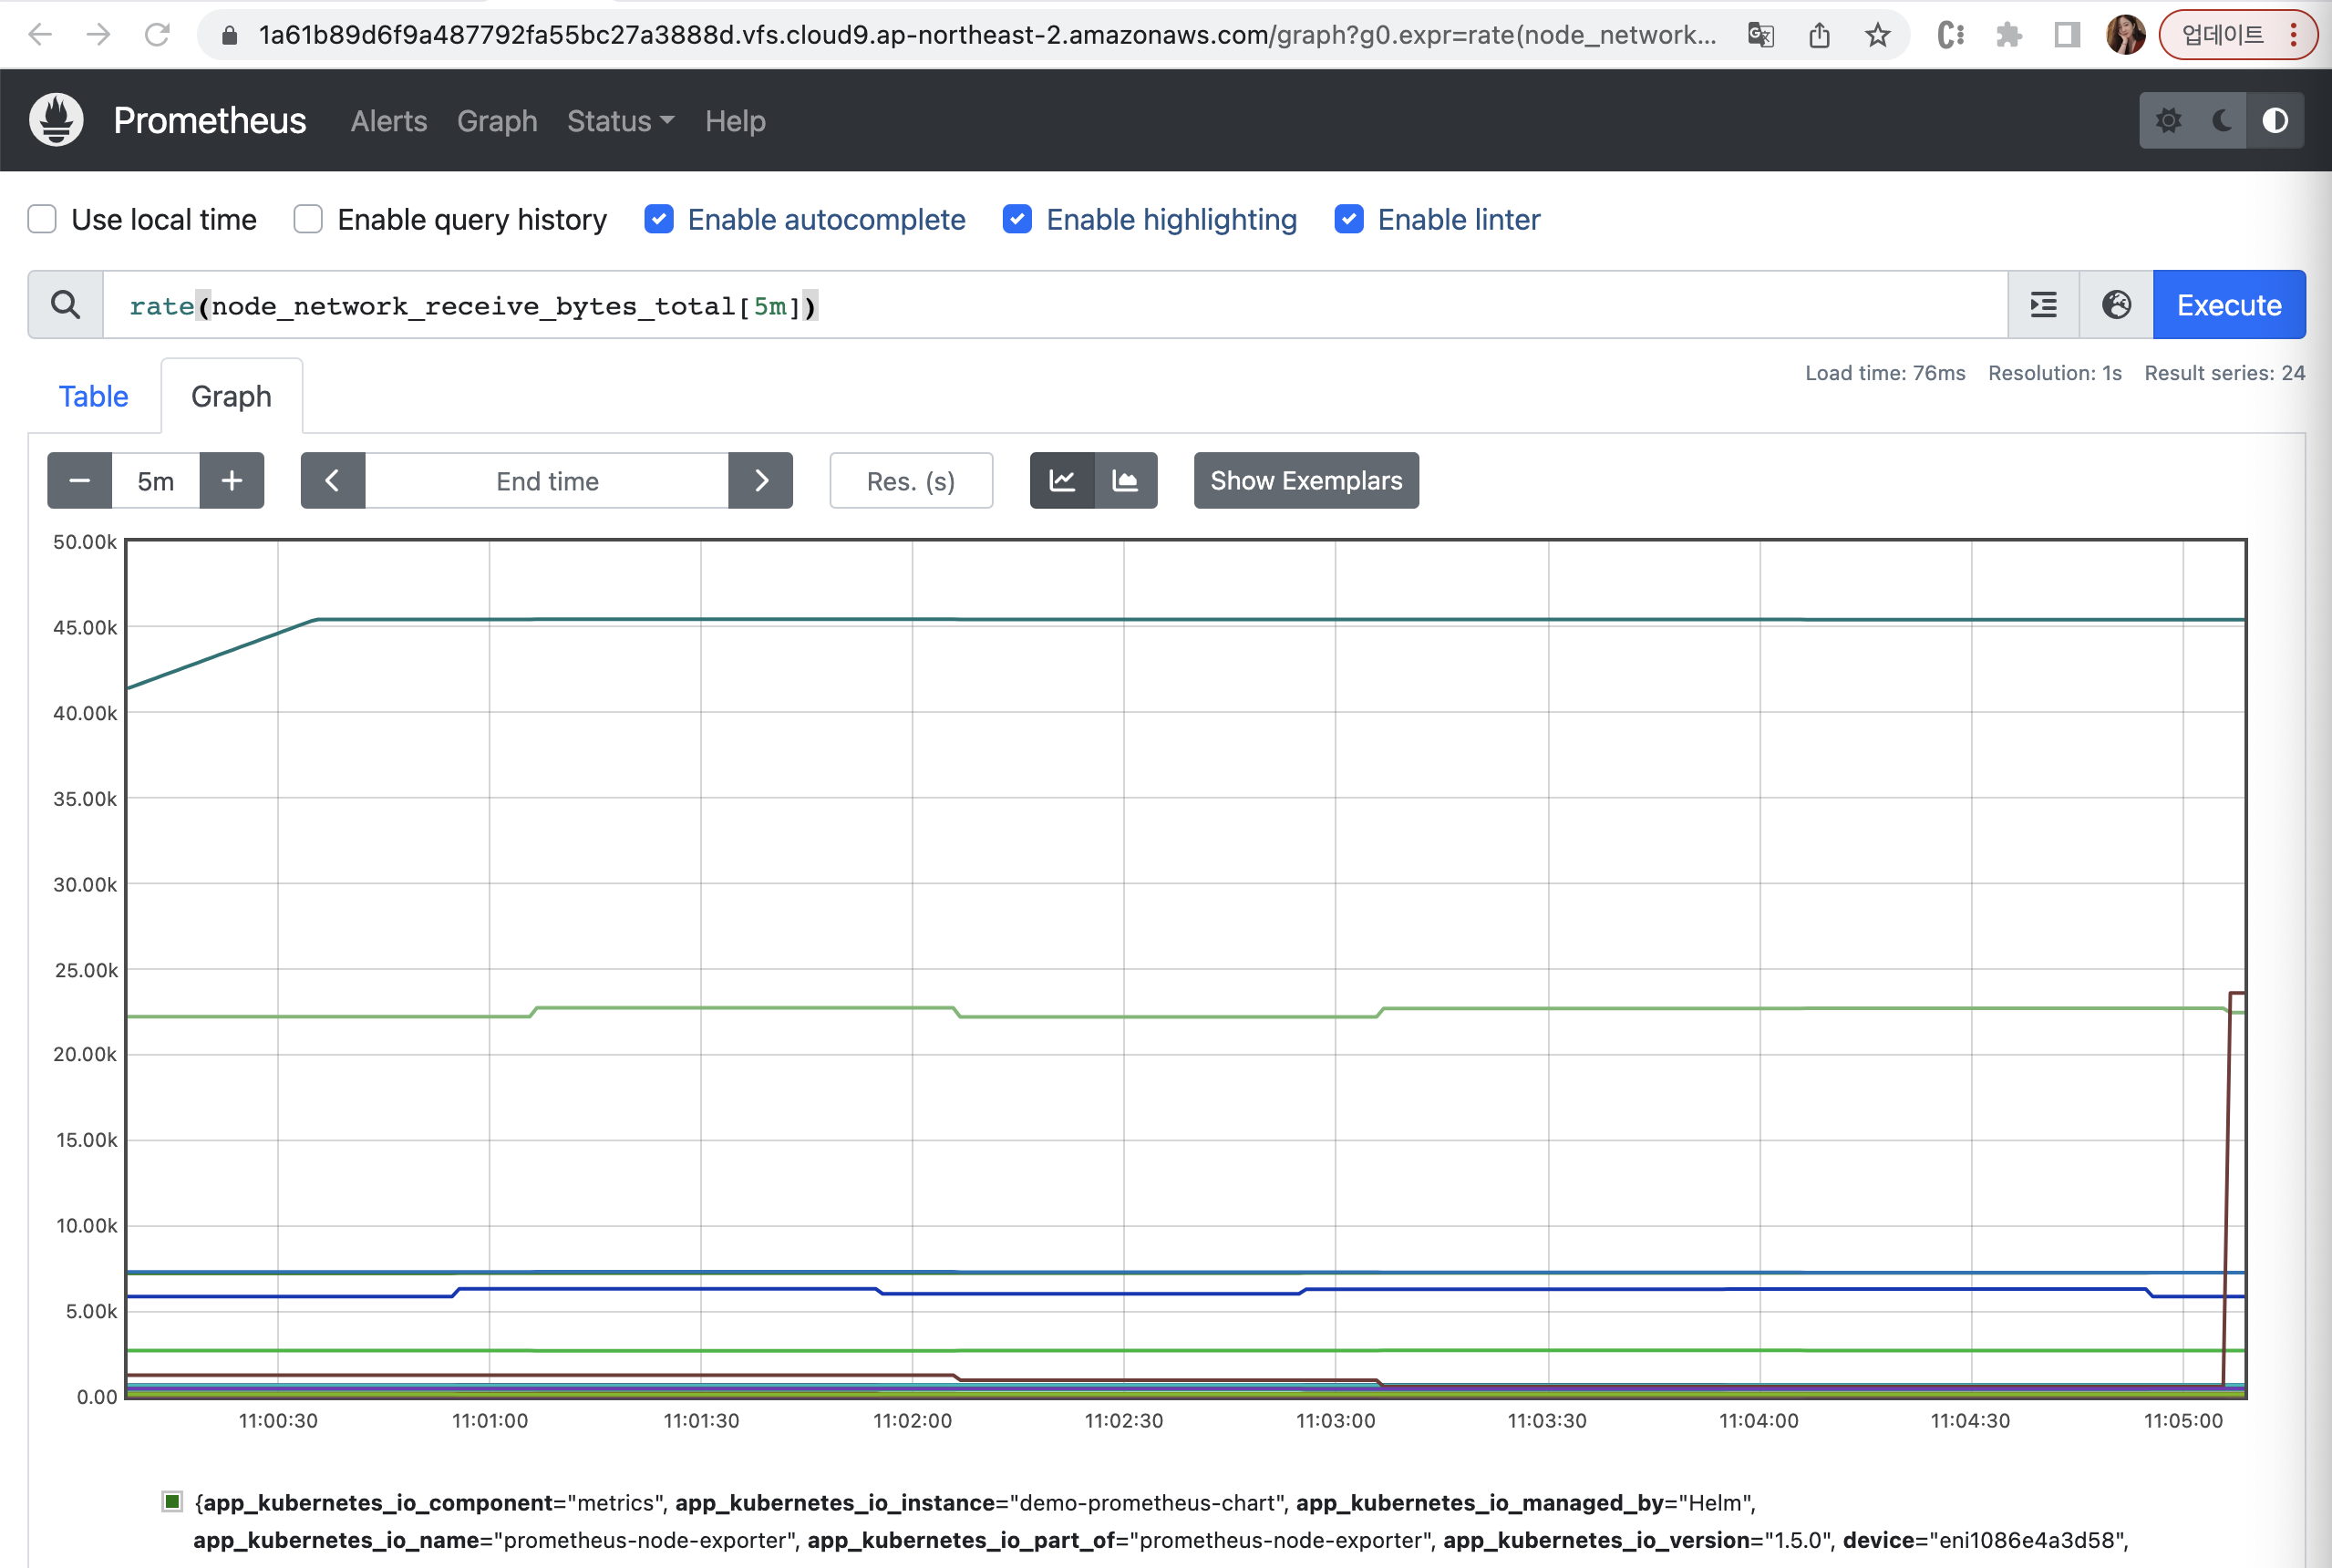 1a61b89d6f9a487792fa55bc27a3888d.vfs.cloud9.ap-northeast-2.amazonaws.com/graph?g0.expr=rate(node_network...
업데이트
Prometheus Alerts Graph Status Help
Use local time Enable query history Enable autocomplete Enable highlighting Enable linter
rate(node_network_receive_bytes_total[5m])
Execute
Load time: 76ms Resolution: 1s Result series: 24
Table Graph
5m End time Res. (s) Show Exemplars
50.00k
45.00k
40.00k
35.00k
30.00k
25.00k
20.00k
15.00k
10.00k
5.00k
0.00
11:00:30 11:01:00 11:01:30 11:02:00 11:02:30 11:03:00 11:03:30 11:04:00 11:04:30 11:05:00
{app_kubernetes_io_component="metrics", app_kubernetes_io_instance="demo-prometheus-chart", app_kubernetes_io_managed_by="Helm",
app_kubernetes_io_name="prometheus-node-exporter", app_kubernetes_io_part_of="prometheus-node-exporter", app_kubernetes_io_version="1.5.0", device="eni1086e4a3d58",